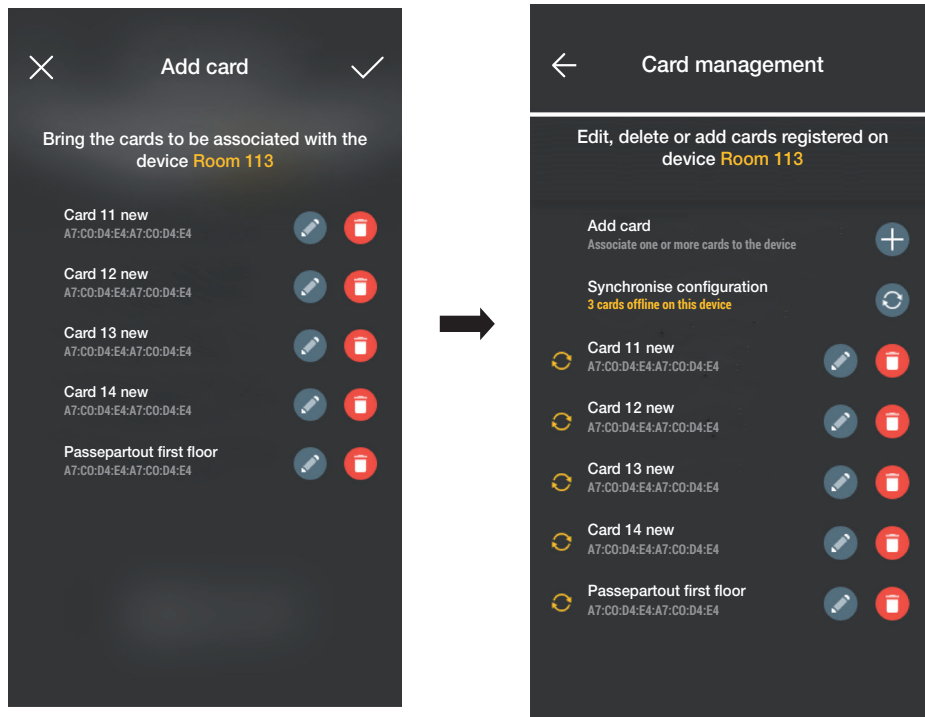 Add card
Bring the cards to be associated with the
device Room 113
Card 11 new
A7:C0:D4:E4:A7:C0:D4:E4
Card 12 new
A7:C0:D4:E4:A7:C0:D4:E4
Card 13 new
A7:C0:D4:E4:A7:C0:D4:E4
Card 14 new
A7:C0:D4:E4:A7:C0:D4:E4
Passepartout first floor
A7:C0:D4:E4:A7:C0:D4:E4
Card management
Edit, delete or add cards registered on
device Room 113
Add card
Associate one or more cards to the device
Synchronise configuration
3 cards offline on this device
Card 11 new
A7:C0:D4:E4:A7:C0:D4:E4
Card 12 new
A7:C0:D4:E4:A7:C0:D4:E4
Card 13 new
A7:C0:D4:E4:A7:C0:D4:E4
Card 14 new
A7:C0:D4:E4:A7:C0:D4:E4
Passepartout first floor
A7:C0:D4:E4:A7:C0:D4:E4